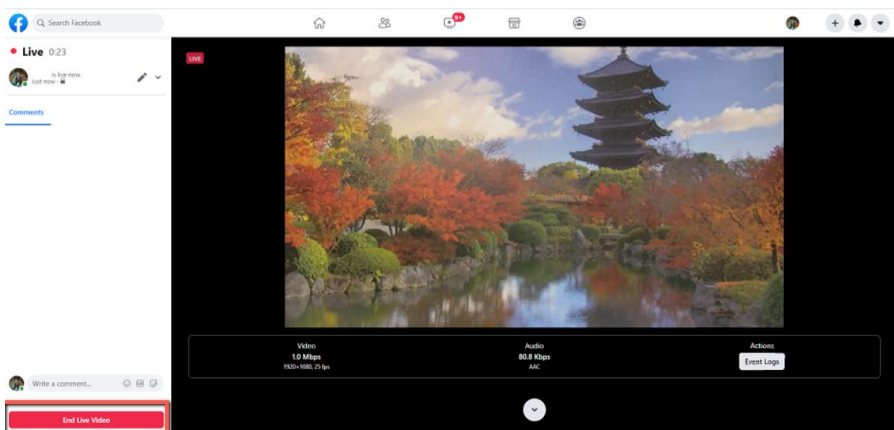 Search Facebook
9+
Live 0:23
is live now.
Just now
Comments
LIVE
Video
1.0 Mbps
1920×1080, 25 fps
Audio
80.8 Kbps
AAC
Actions
Event Logs
Write a comment...
GIF
End Live Video